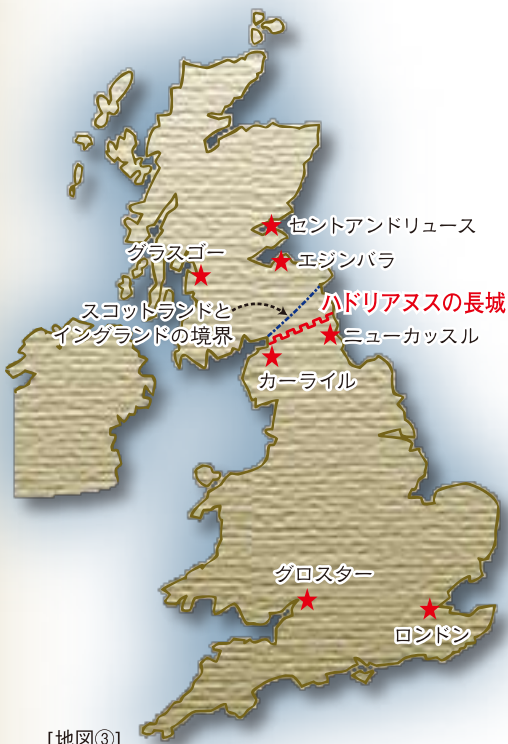 セントアンドリュース
グラスゴー
エジンバラ
スコットランドと
イングランドの境界
ハドリアヌスの長城
ニューカッスル
カーライル
グロスター
ロンドン
[地図③]